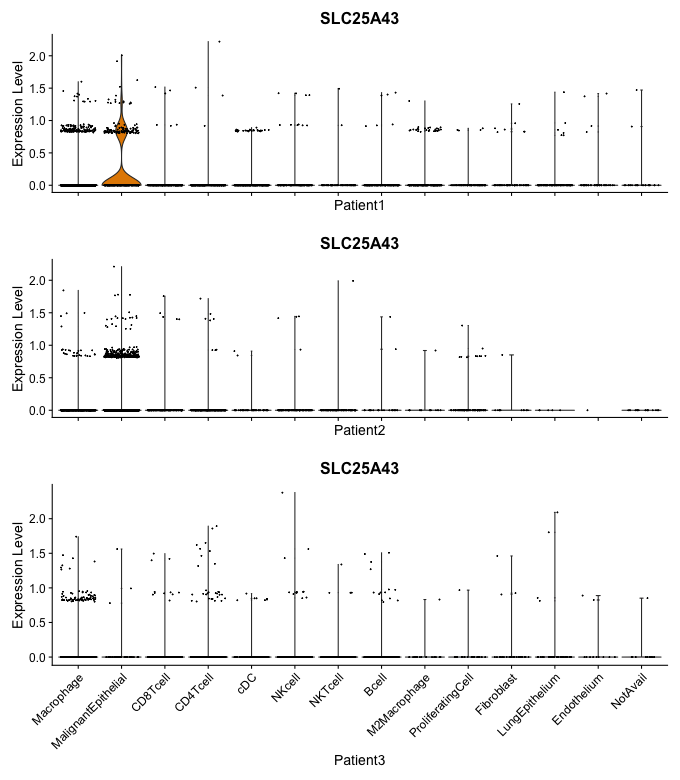 SLC25A43
Expression Level
2.0
1.5
1.0
0.5
0.0
Patient1
SLC25A43
Expression Level
2.0
1.5
1.0
0.5
0.0
Patient2
SLC25A43
Expression Level
2.0
1.5
1.0
0.5
0.0
Macrophage
MalignantEpithelial
CD8Tcell
CD4Tcell
cDC
NKcell
NKTcell
Bcell
M2Macrophage
ProliferatingCell
Fibroblast
LungEpithelium
Endothelium
NotAvail
Patient3